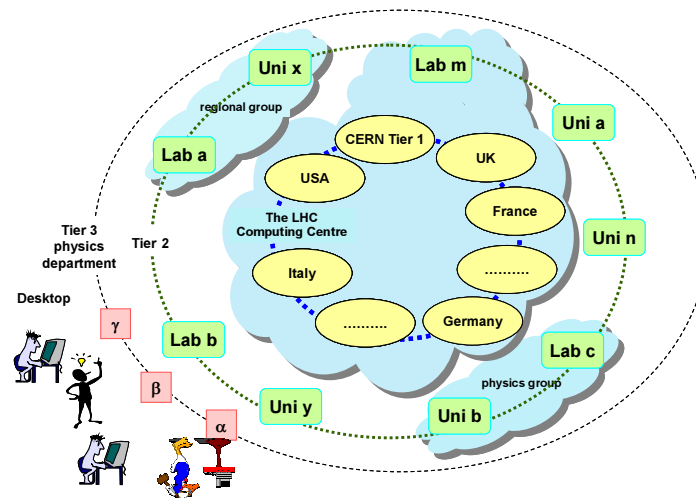 Uni x
Lab m
regional group
Uni a
CERN Tier 1
Lab a
UK
USA
France
The LHC
Computing Centre
Tier 3
physics
department
Tier 2
Uni n
Italy
..........
Desktop
γ
..........
Germany
Lab b
Lab c
β
physics group
Uni y
Uni b
α